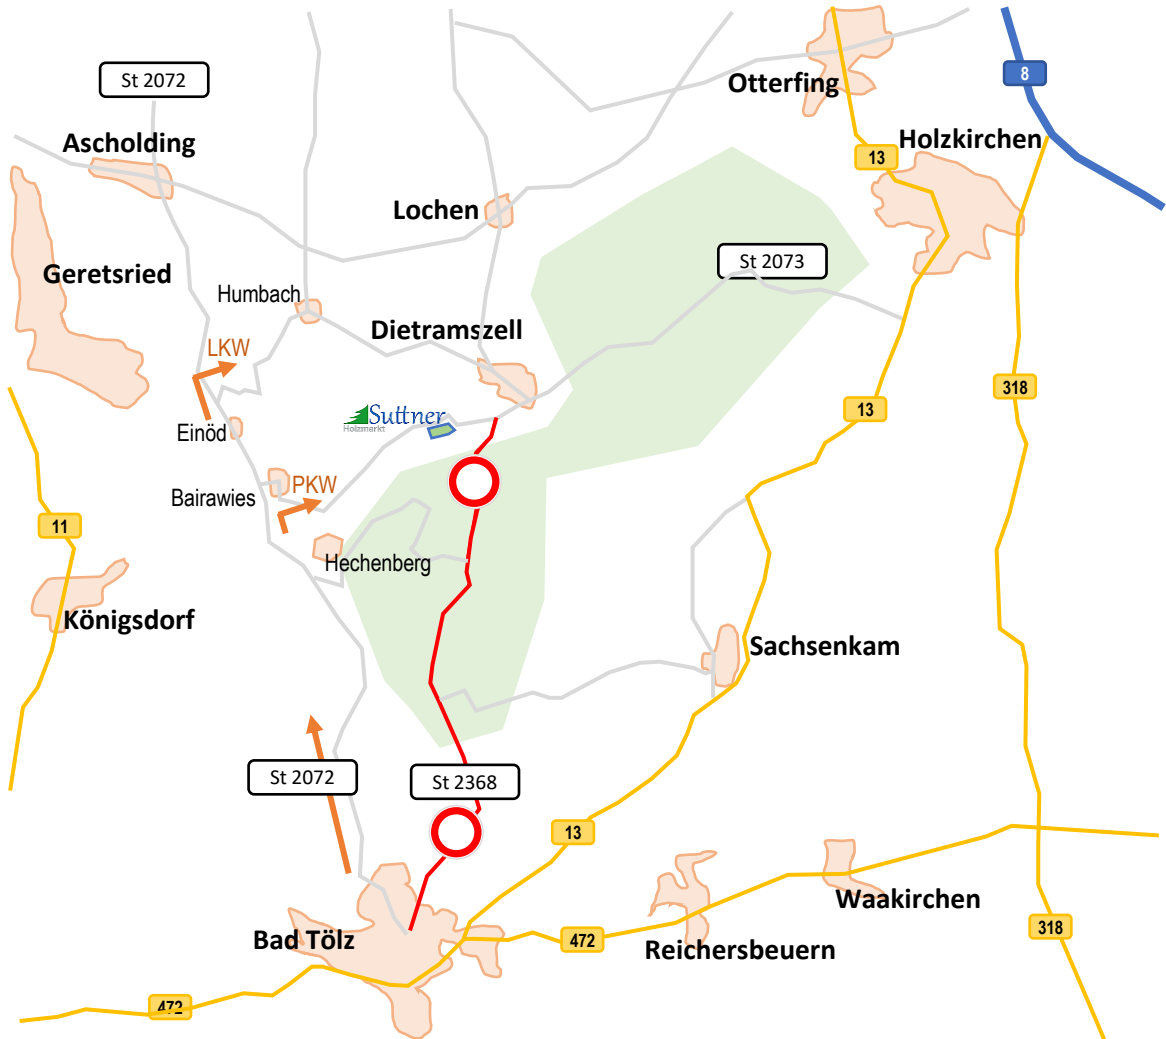 St 2072
8
Otterfing
Ascholding
Holzkirchen
13
Lochen
Geretsried
St 2073
Humbach
Dietramszell
LKW
318
13
Suttner
Holzmarkt
Einöd
PKW
Bairawies
11
Hechenberg
Königsdorf
Sachsenkam
St 2072
St 2368
13
Waakirchen
318
Bad Tölz
472
Reichersbeuern
472